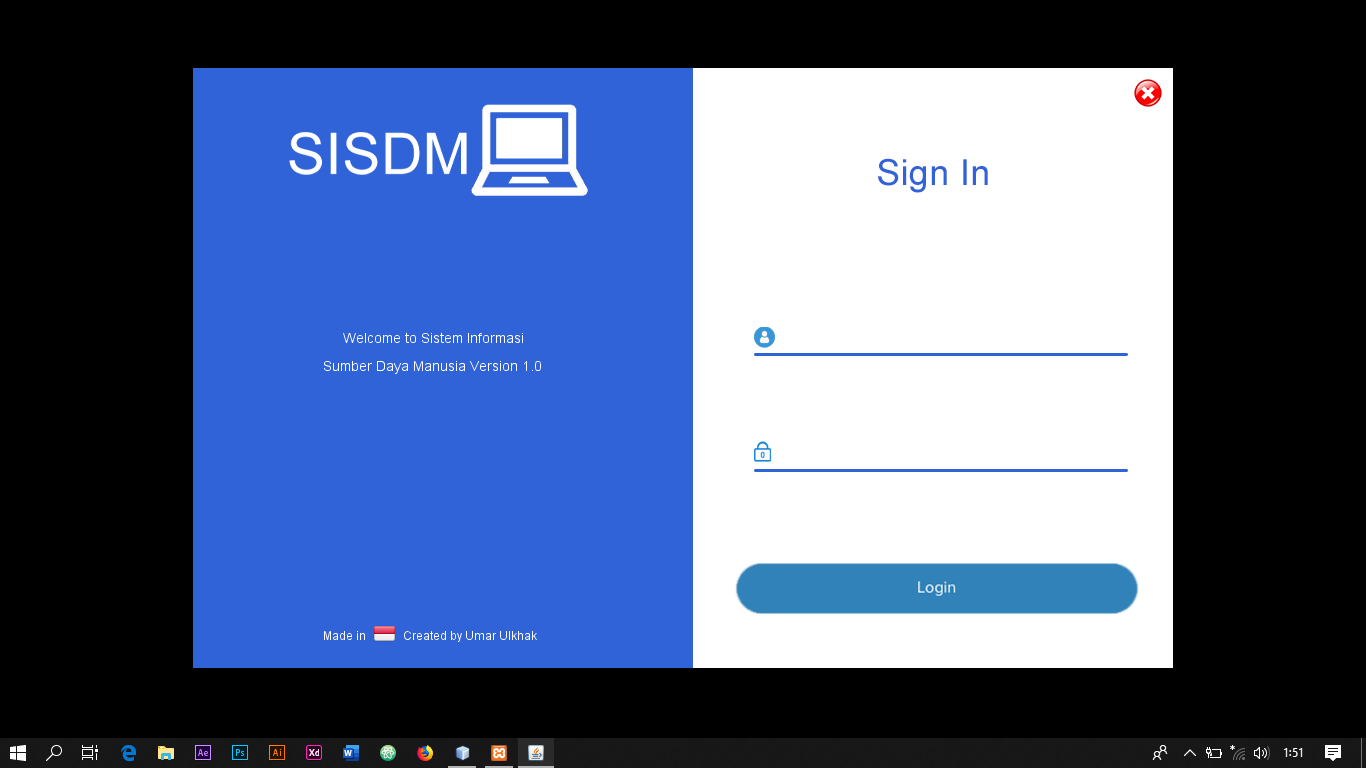 SISDM
Welcome to Sistem Informasi
Sumber Daya Manusia Version 1.0
Made in Created by Umar Ulkhak
Sign In
0
Login
Ae Ps Ai Xd W
1:51